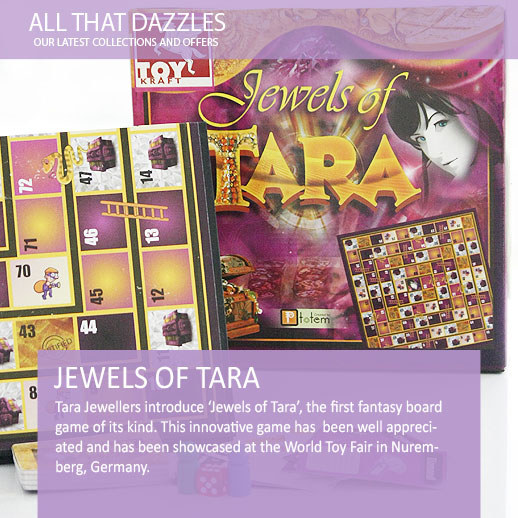 ALL THAT DAZZLES
OUR LATEST COLLECTIONS AND OFFERS
TOY
KRAFT
Jewels of
TARA
72
47
14
71
46
13
70
45
12
43
44
11
8
totem
JEWELS OF TARA
Tara Jewellers introduce ‘Jewels of Tara’, the first fantasy board
game of its kind. This innovative game has  been well appreci-
ated and has been showcased at the World Toy Fair in Nurem-
berg, Germany.